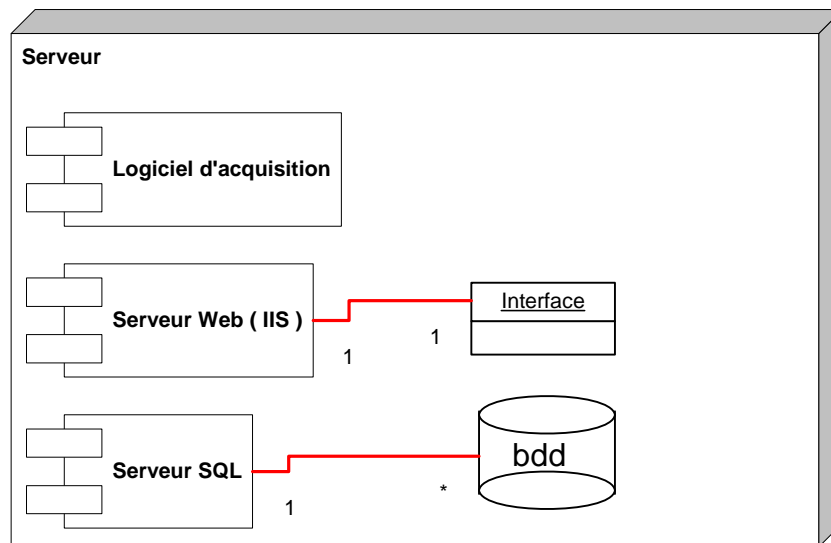 Serveur
Logiciel d'acquisition
Serveur Web ( IIS )
Interface
1
1
Serveur SQL
bdd
1
*